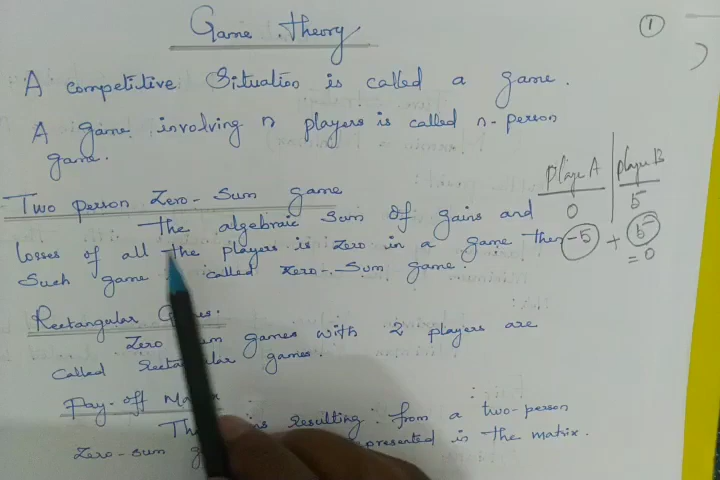 Game Theory
1
A competitive Situation is called a game.
A game involving n players is called n-person
game.
Two person Zero-Sum game
The algebraic Sum of gains and
losses of all the players is zero in a game then
Such game called zero-Sum game.
player A player B
0 5
-5 + 5
= 0
Rectangular
games with 2 players are
called rectangular games.
Pay-off
resulting from a two-person
Zero-sum in the matrix.